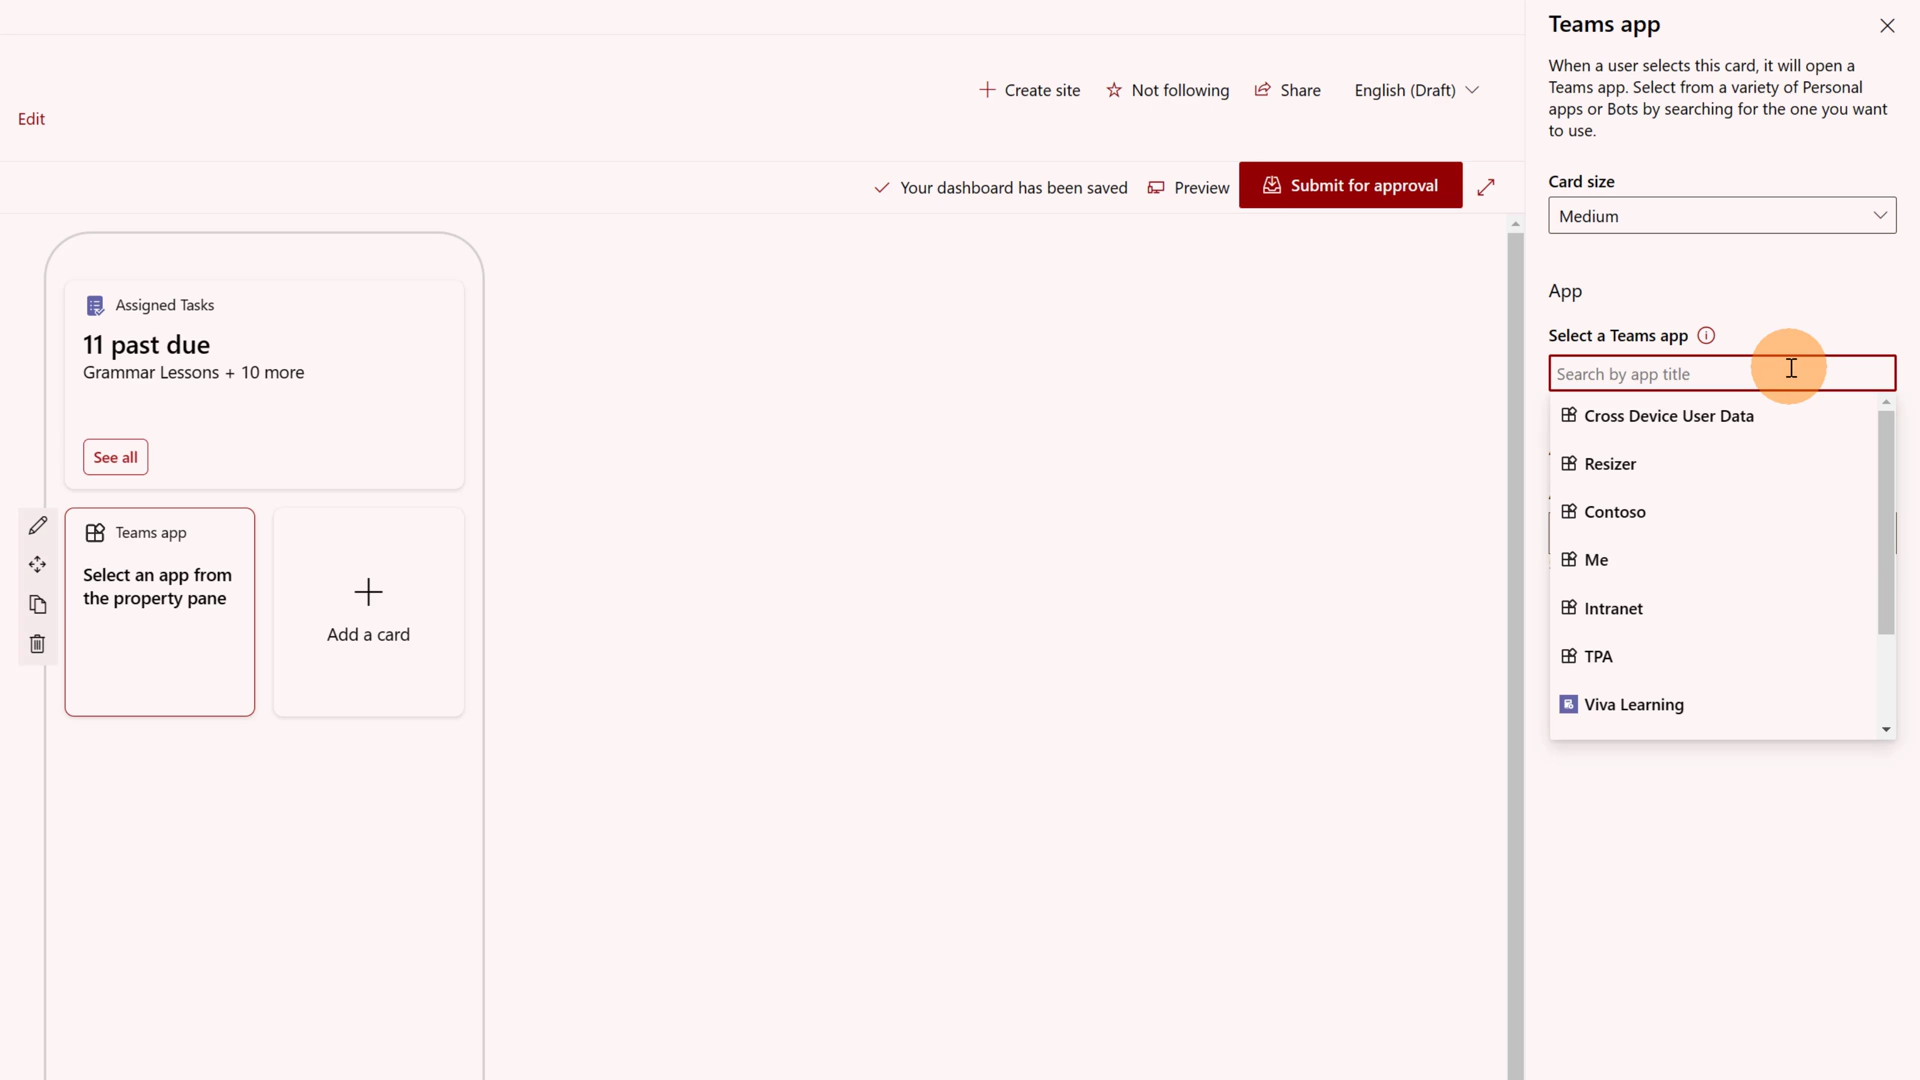 Create site
Not following
Share
English (Draft)
Edit
Your dashboard has been saved
Preview
Submit for approval
Assigned Tasks
11 past due
Grammar Lessons + 10 more
See all
Teams app
Select an app from
the property pane
Add a card
Teams app
When a user selects this card, it will open a
Teams app. Select from a variety of Personal
apps or Bots by searching for the one you want
to use.
Card size
Medium
App
Select a Teams app
Search by app title
Cross Device User Data
Resizer
Contoso
Me
Intranet
TPA
Viva Learning